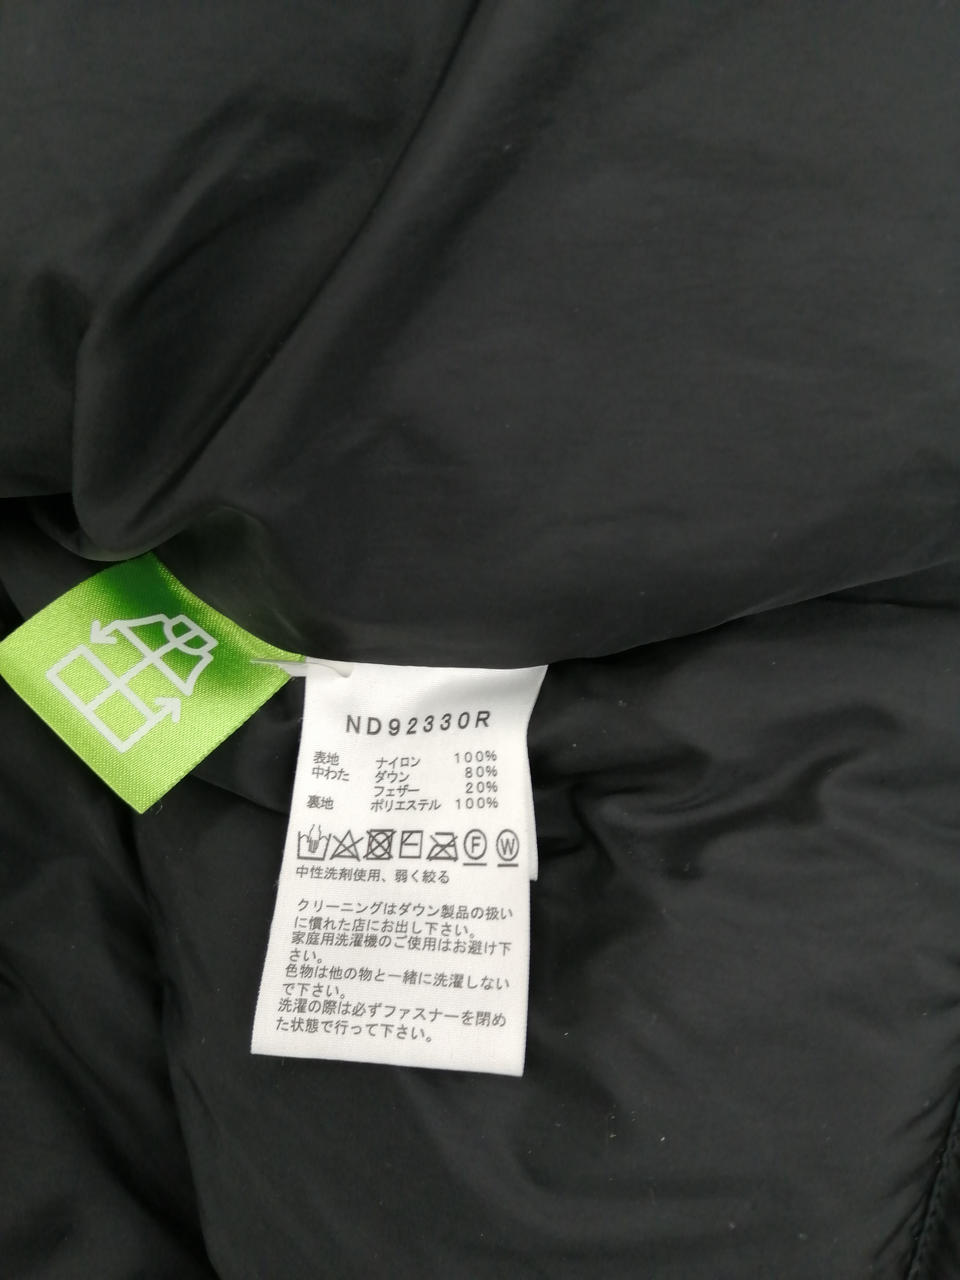 ND92330R
表地 ナイロン 100%
中わた ダウン 80%
フェザー 20%
裏地 ポリエステル 100%
F W
中性洗剤使用、弱く絞る
クリーニングはダウン製品の扱い
に慣れた店にお出し下さい。
家庭用洗濯機のご使用はお避け下
さい。
色物は他の物と一緒に洗濯しない
で下さい。
洗濯の際は必ずファスナーを閉め
た状態で行って下さい。